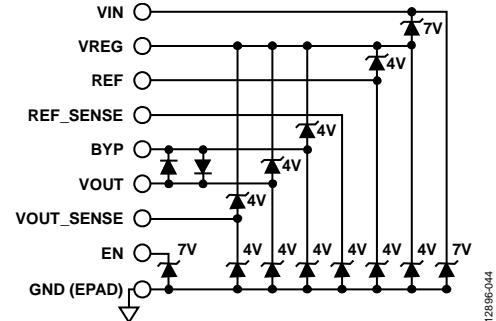 VIN
7V
VREG
4V
REF
REF_SENSE
4V
BYP
4V
VOUT
4V
VOUT_SENSE
EN
7V 4V 4V 4V 4V 4V 4V 7V
GND (EPAD)
12896-044